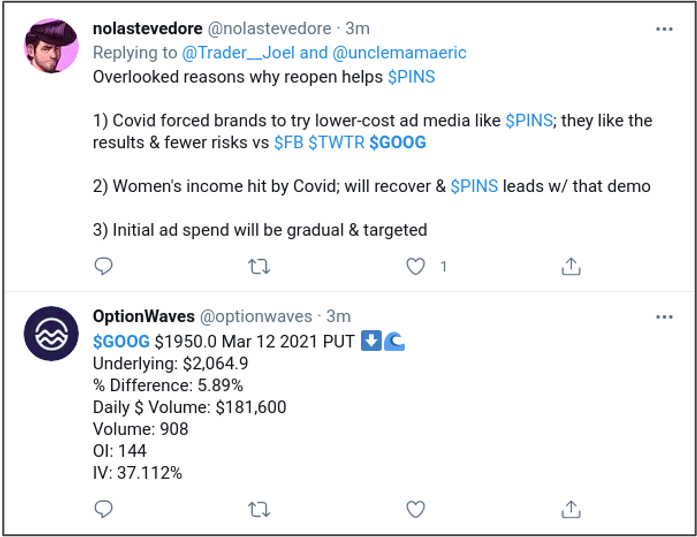 nolastevedore @nolastevedore · 3m
Replying to @Trader__Joel and @unclemamaeric
Overlooked reasons why reopen helps $PINS
1) Covid forced brands to try lower-cost ad media like $PINS; they like the
results & fewer risks vs $FB $TWTR $GOOG
2) Women's income hit by Covid; will recover & $PINS leads w/ that demo
3) Initial ad spend will be gradual & targeted
1
OptionWaves @optionwaves · 3m
$GOOG $1950.0 Mar 12 2021 PUT ⬇️🌊
Underlying: $2,064.9
% Difference: 5.89%
Daily $ Volume: $181,600
Volume: 908
OI: 144
IV: 37.112%